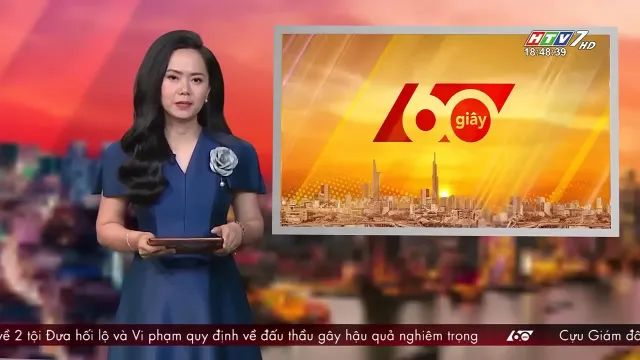 HTV7 HD
18:48:39
60 giây
về 2 tội Đưa hối lộ và Vi phạm quy định về đấu thầu gây hậu quả nghiêm trọng 60 Cựu Giám đố